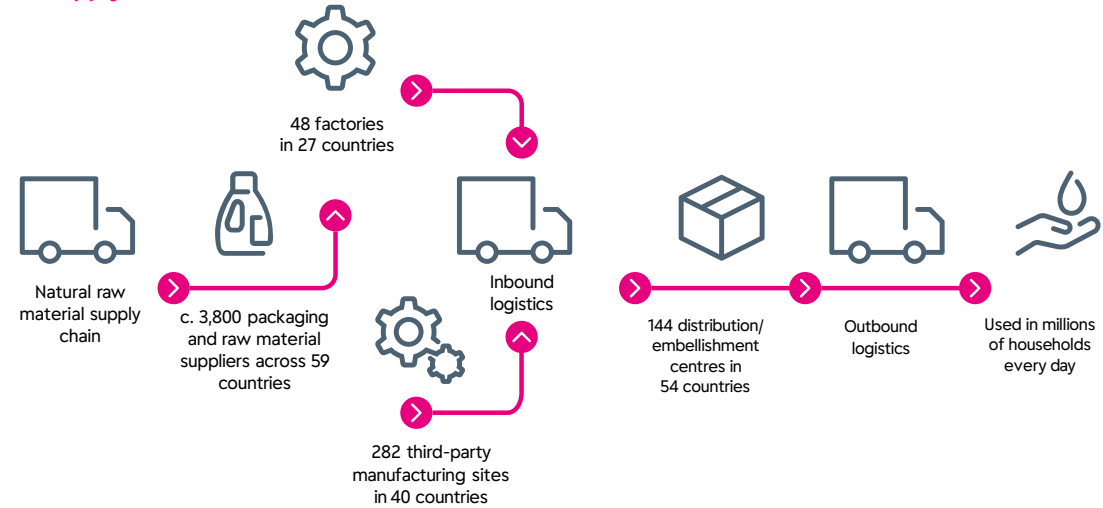 48 factories
in 27 countries
Natural raw
material supply
chain
c. 3,800 packaging
and raw material
suppliers across 59
countries
Inbound
logistics
282 third-party
manufacturing sites
in 40 countries
144 distribution/
embellishment
centres in
54 countries
Outbound
logistics
Used in millions
of households
every day